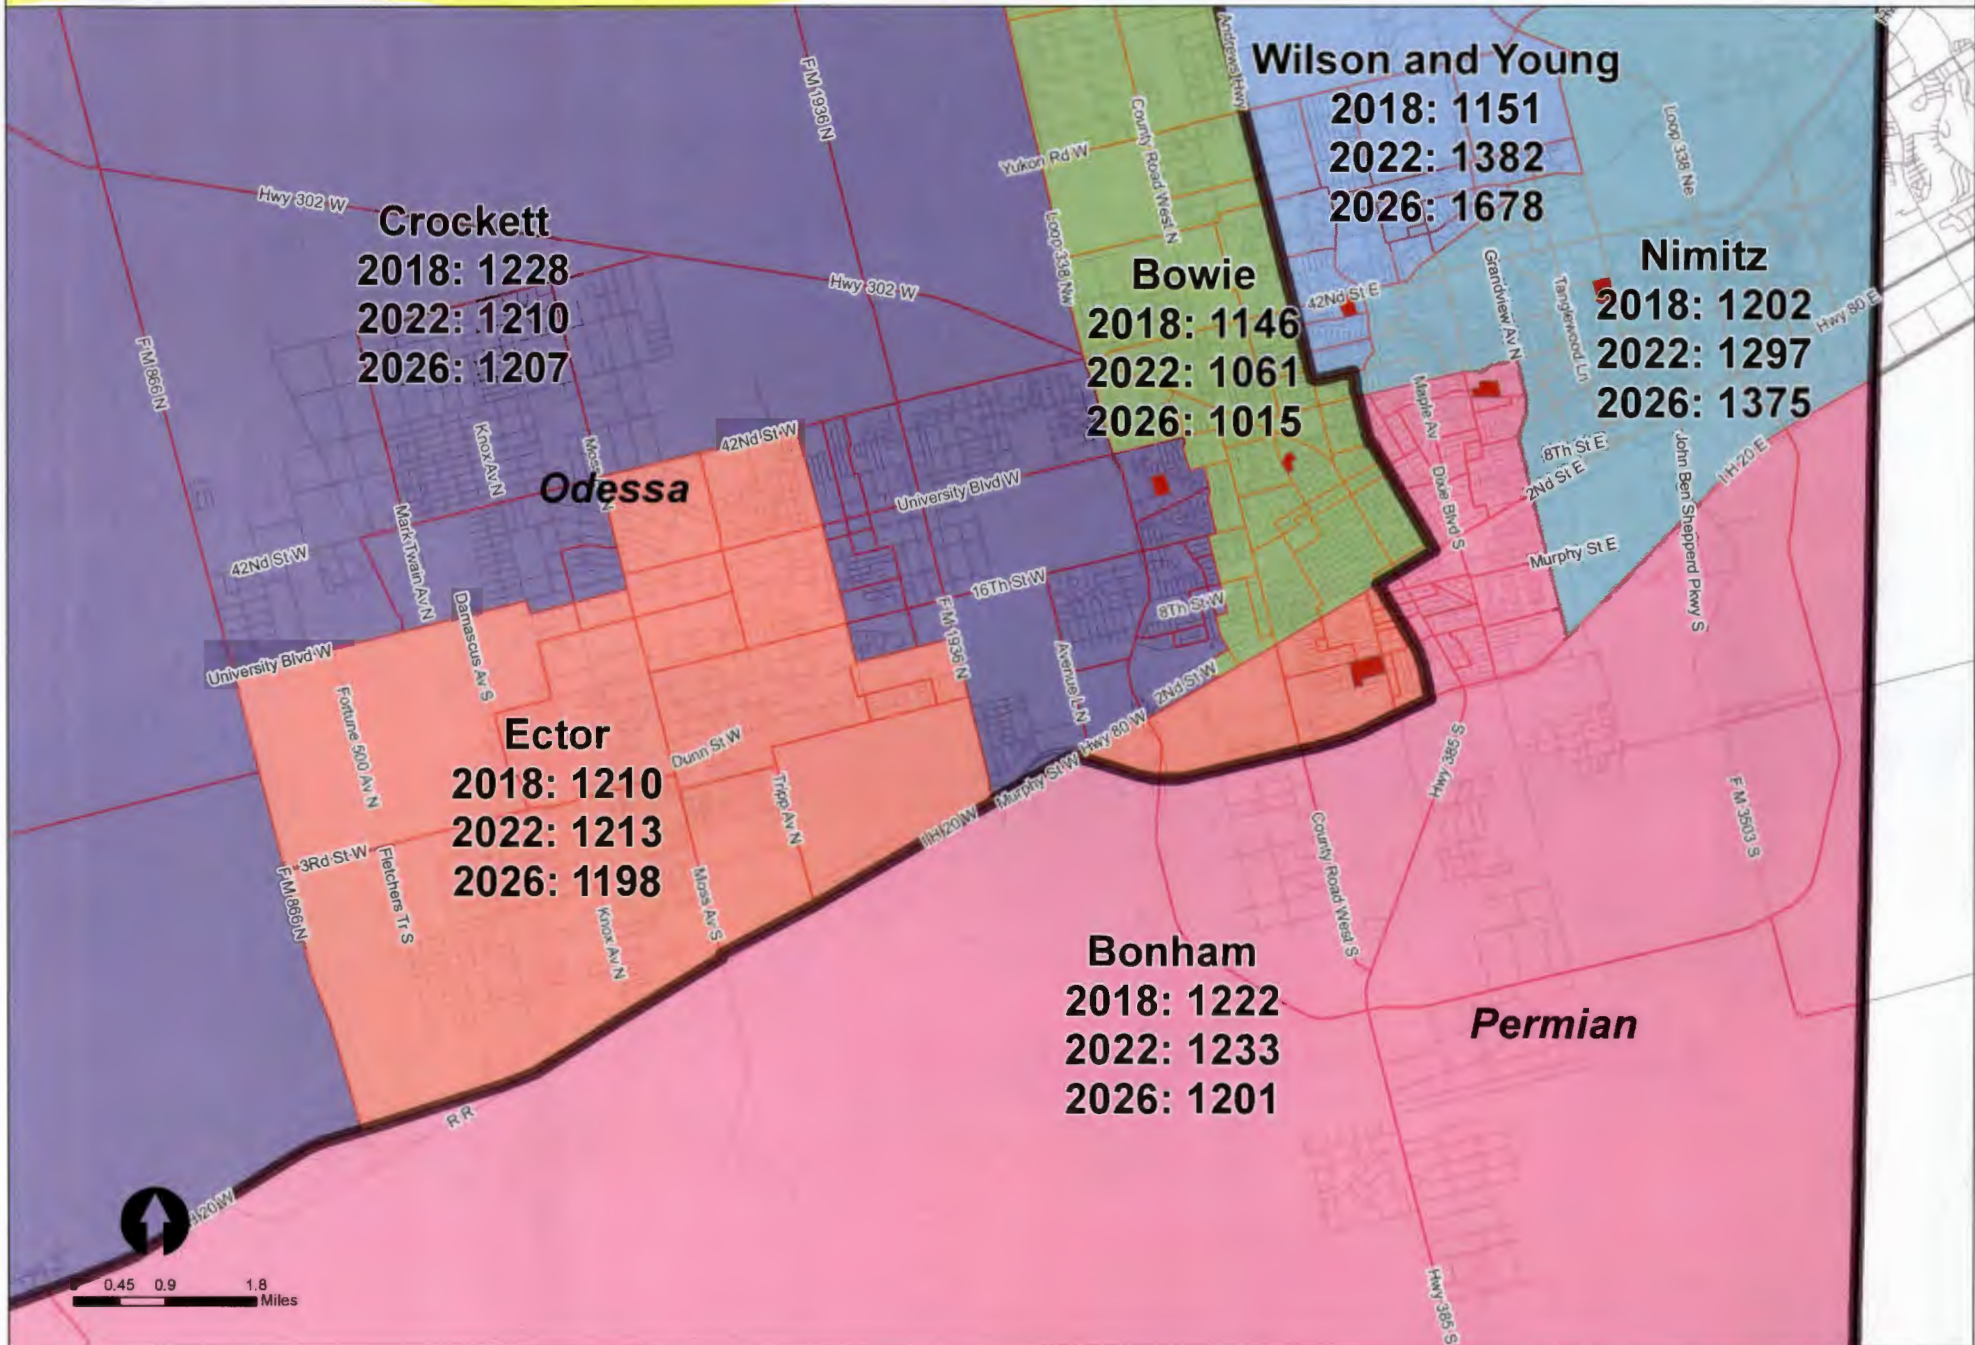 Wilson and Young
2018: 1151
2022: 1382
2026: 1678
Nimitz
2018: 1202
2022: 1297
2026: 1375
Crockett
2018: 1228
2022: 1210
2026: 1207
Bowie
2018: 1146
2022: 1061
2026: 1015
Odessa
Ector
2018: 1210
2022: 1213
2026: 1198
Bonham
2018: 1222
2022: 1233
2026: 1201
Permian
F M 1936 N
Andrews Hwy
County Road West N
Yukon Rd W
Loop 338 Ne
Hwy 302 W
Loop 338 Nw
Hwy 302 W
42Nd St E
Grandview Av N
Tanglewood Ln
Hwy 80 E
F M 866 N
Maple Av
Knox Av N
Moss N
42Nd St W
8Th St E
2Nd St E
John Ben Shepperd Pkwy S
I H 20 E
University Blvd W
Dixie Blvd S
Mark Twain Av N
42Nd St W
Murphy St E
16Th St W
8Th St W
Damascus Av S
F M 1936 N
University Blvd W
Avenue L N
2Nd St W
Fortune 500 Av N
Dunn St W
Hwy 80 W
Murphy St W
Hwy 385 S
Tripp Av N
I H 20 W
F M 3503 S
County Road West S
3Rd St W
F M 866 N
Fletchers Tr S
Moss Av S
Knox Av N
R R
20 W
0.45 0.9 1.8
Miles
Hwy 385 S